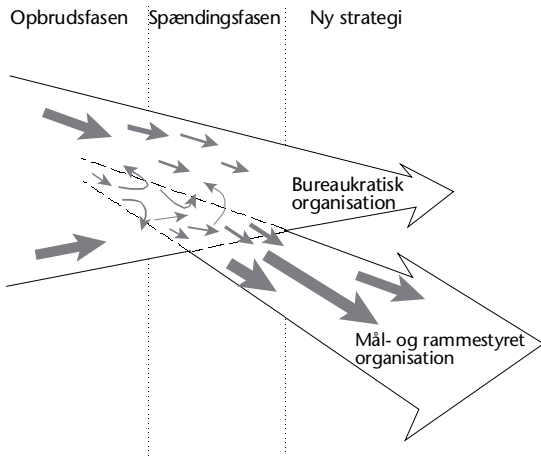 Opbrudsfasen Spændingsfasen Ny strategi
Bureaukratisk
organisation
Mål- og rammestyret
organisation